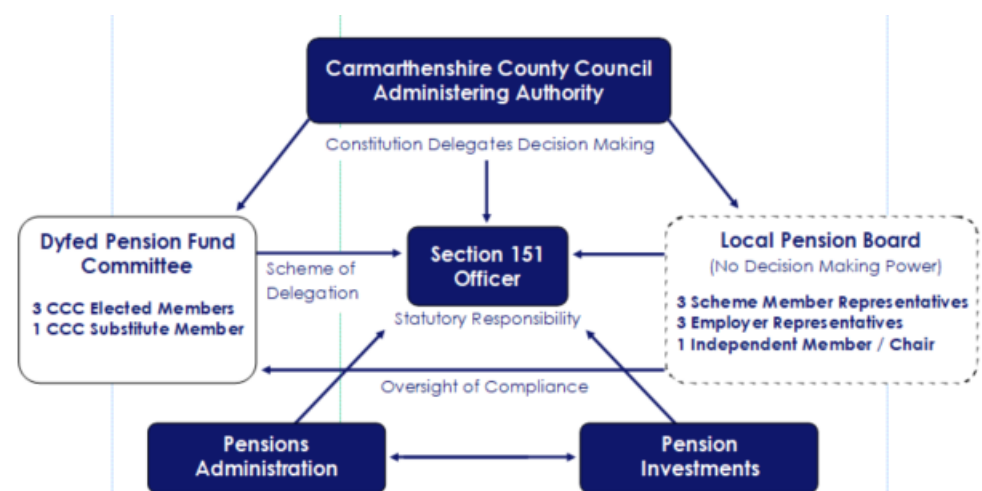 Carmarthenshire County Council
Administering Authority
Constitution Delegates Decision Making
Dyfed Pension Fund
Committee
3 CCC Elected Members
1 CCC Substitute Member
Scheme of
Delegation
Section 151
Officer
Statutory Responsibility
Local Pension Board
(No Decision Making Power)
3 Scheme Member Representatives
3 Employer Representatives
1 Independent Member / Chair
Oversight of Compliance
Pensions
Administration
Pension
Investments